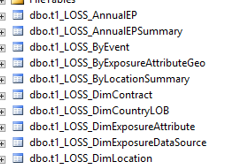 FileTables
dbo.t1_LOSS_AnnualEP
dbo.t1_LOSS_AnnualEPSummary
dbo.t1_LOSS_ByEvent
dbo.t1_LOSS_ByExposureAttributeGeo
dbo.t1_LOSS_ByLocationSummary
dbo.t1_LOSS_DimContract
dbo.t1_LOSS_DimCountryLOB
dbo.t1_LOSS_DimExposureAttribute
dbo.t1_LOSS_DimExposureDataSource
dbo.t1_LOSS_DimLocation